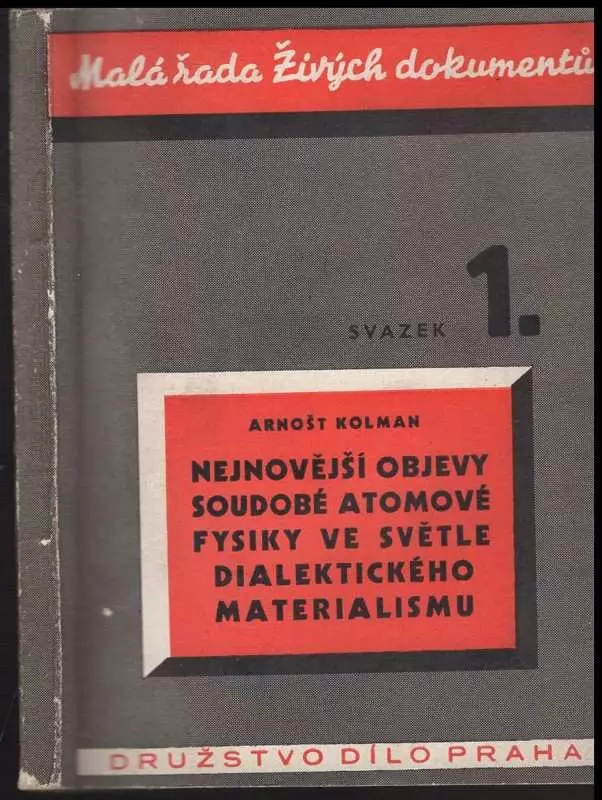 Malá řada Živých dokumentů
SVAZEK 1.
ARNOŠT KOLMAN
NEJNOVĚJŠÍ OBJEVY
SOUDOBÉ ATOMOVÉ
FYSIKY VE SVĚTLE
DIALEKTICKÉHO
MATERIALISMU
DRUŽSTVO DÍLO PRAHA